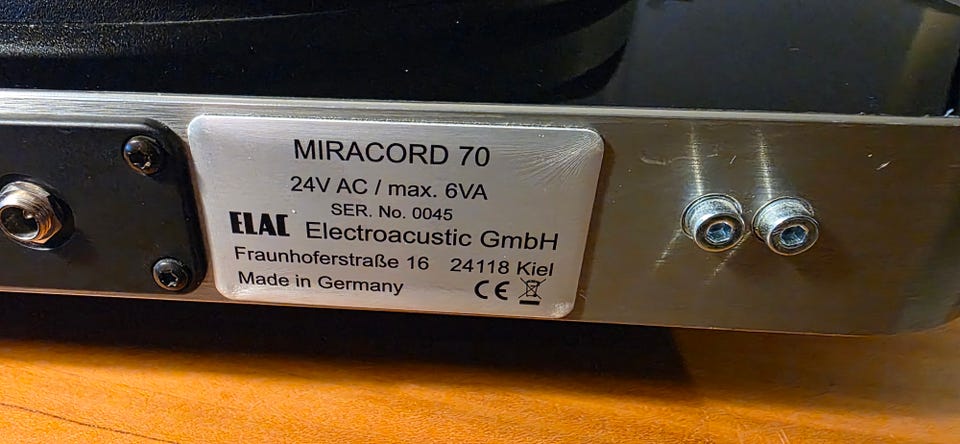 MIRACORD 70
24V AC / max. 6VA
SER. No. 0045
ELAC Electroacustic GmbH
Fraunhoferstraße 16 24118 Kiel
Made in Germany CE